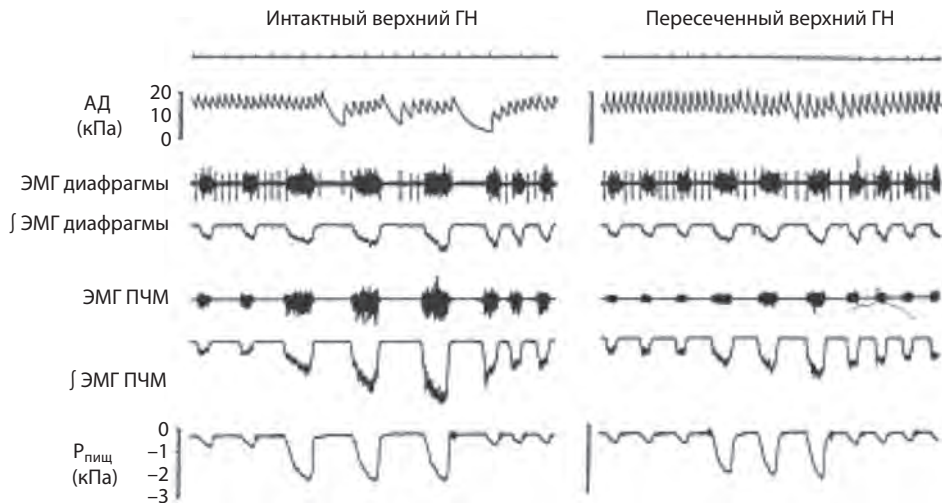 Интактный верхний ГН
Пересеченный верхний ГН
АД
(кПа)
20
10
0
ЭМГ диафрагмы
∫ ЭМГ диафрагмы
ЭМГ ПЧМ
∫ ЭМГ ПЧМ
Pпищ
(кПа)
0
−1
−2
−3